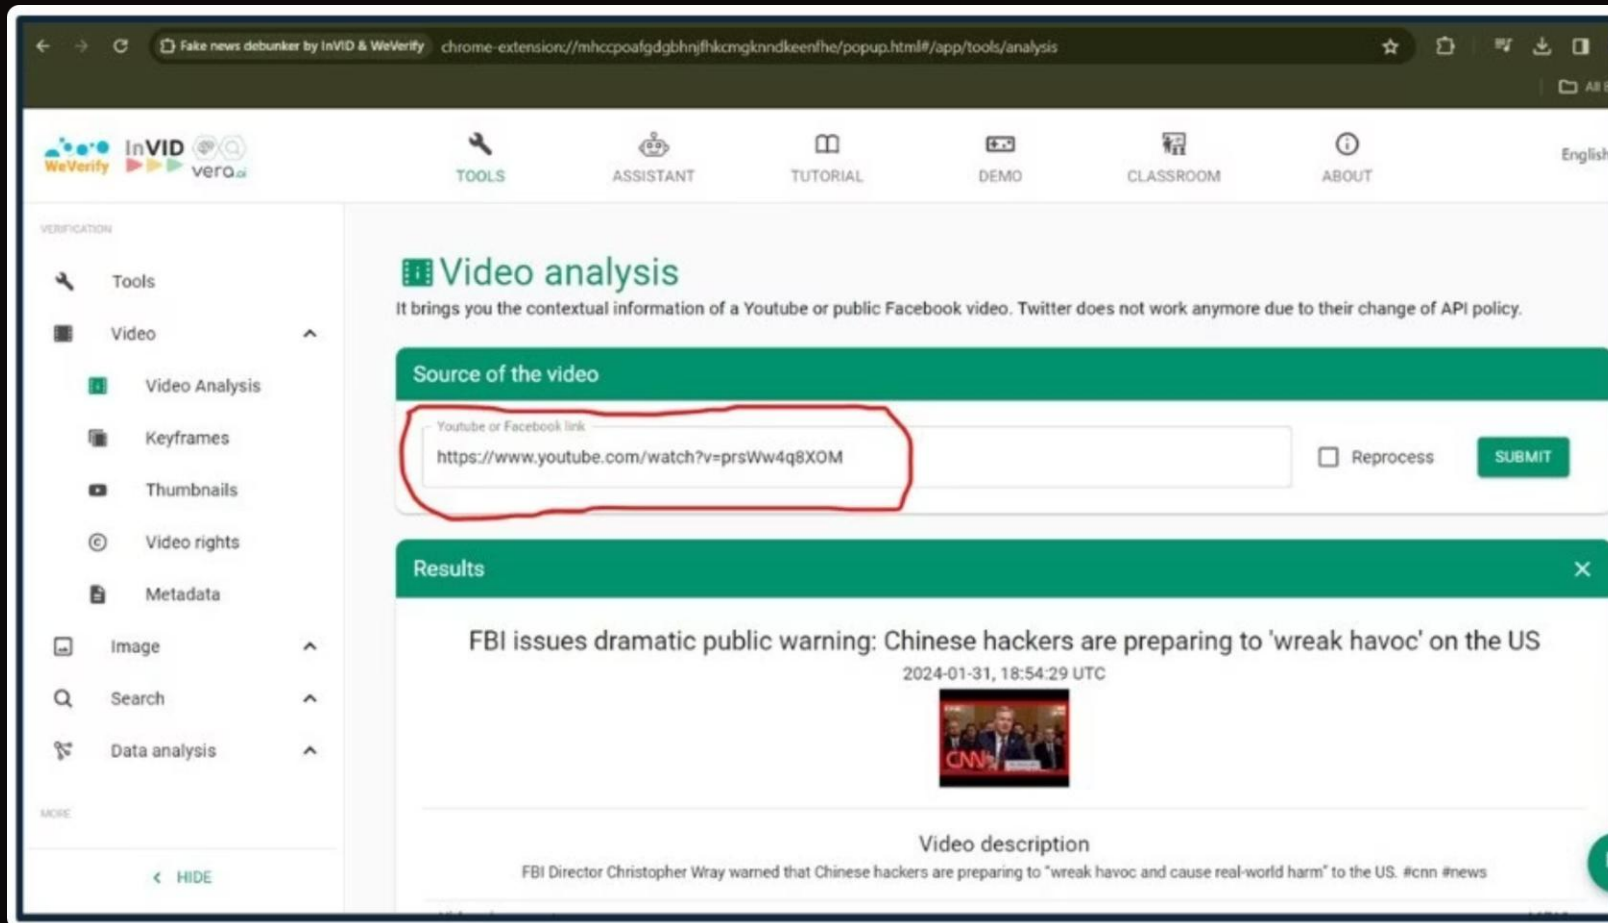 Fake news debunker by InVID & WeVerify chrome-extension://mhccpoafgdgbhnjfhkcmgknndkeenfhe/popup.html#/app/tools/analysis
All B
WeVerify InVID vera.ai
TOOLS ASSISTANT TUTORIAL DEMO CLASSROOM ABOUT English
VERIFICATION
Tools
Video
Video Analysis
Keyframes
Thumbnails
Video rights
Metadata
Image
Search
Data analysis
MORE
HIDE
Video analysis
It brings you the contextual information of a Youtube or public Facebook video. Twitter does not work anymore due to their change of API policy.
Source of the video
Youtube or Facebook link
https://www.youtube.com/watch?v=prsWw4q8XOM
Reprocess SUBMIT
Results
FBI issues dramatic public warning: Chinese hackers are preparing to 'wreak havoc' on the US
2024-01-31, 18:54:29 UTC
CNN
Video description
FBI Director Christopher Wray warned that Chinese hackers are preparing to "wreak havoc and cause real-world harm" to the US. #cnn #news